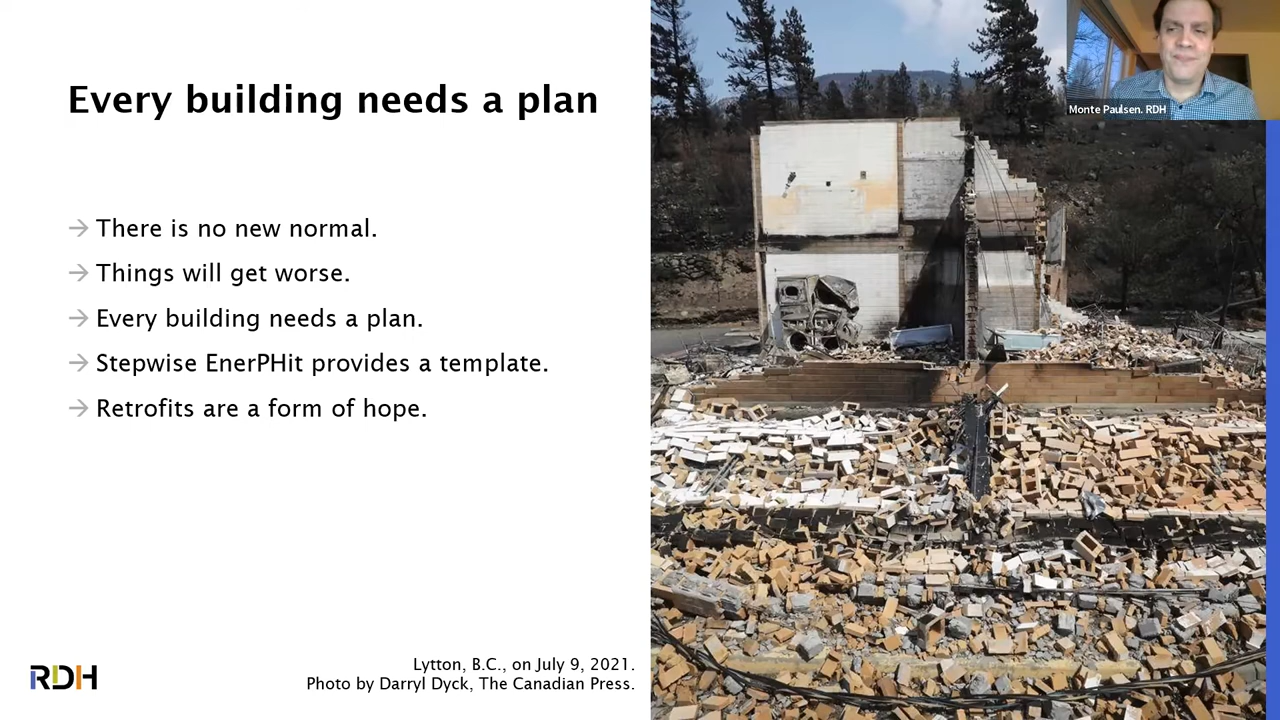 Every building needs a plan
→ There is no new normal.
→ Things will get worse.
→ Every building needs a plan.
→ Stepwise EnerPHit provides a template.
→ Retrofits are a form of hope.
Lytton, B.C., on July 9, 2021.
Photo by Darryl Dyck, The Canadian Press.
RDH
Monte Paulsen. RDH